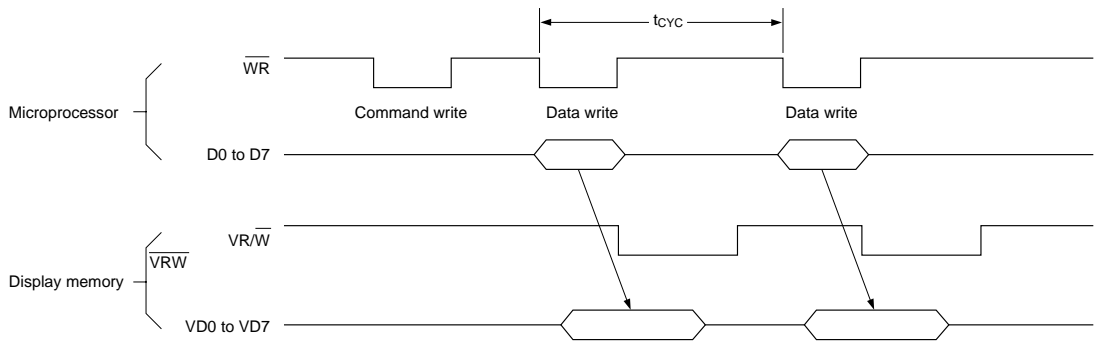 tCYC
WR
Command write
Data write
Data write
Microprocessor
D0 to D7
VR/W
VRW
Display memory
VD0 to VD7